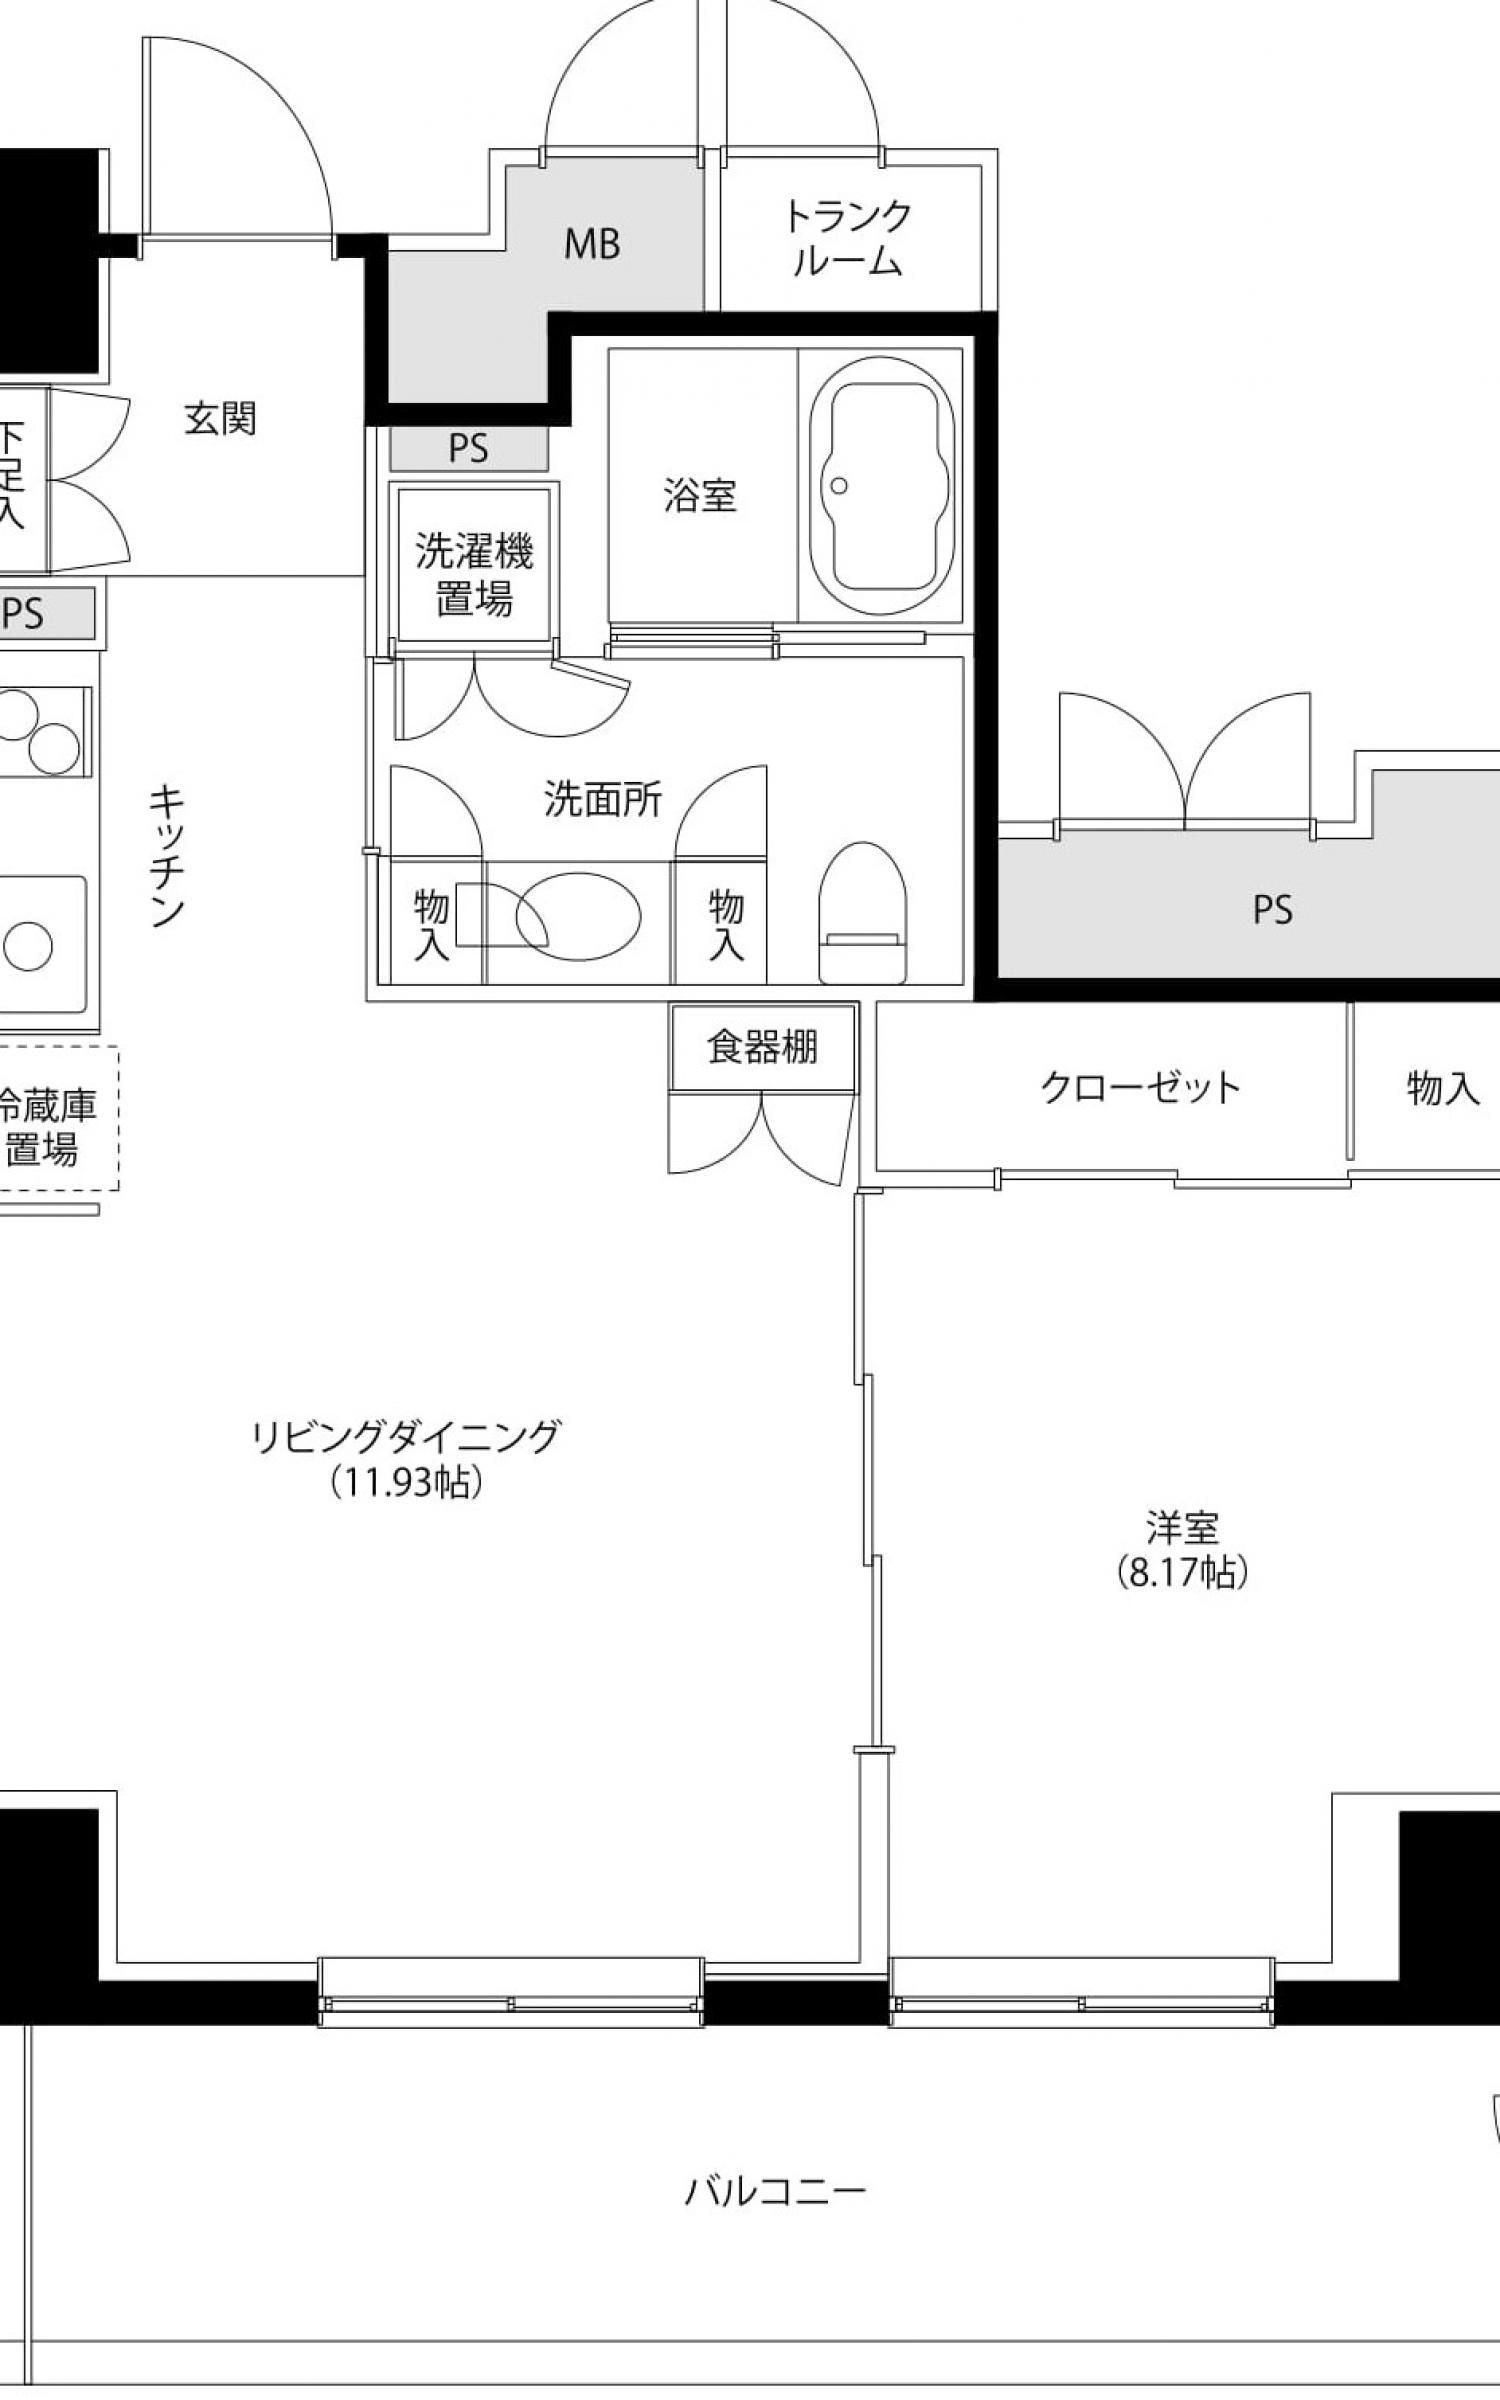 トランク
ルーム
MB
玄関
下足入
PS
浴室
洗濯機
置場
PS
キッチン
洗面所
物入
物入
PS
食器棚
クローゼット
物入
冷蔵庫
置場
リビングダイニング
(11.93帖)
洋室
(8.17帖)
バルコニー